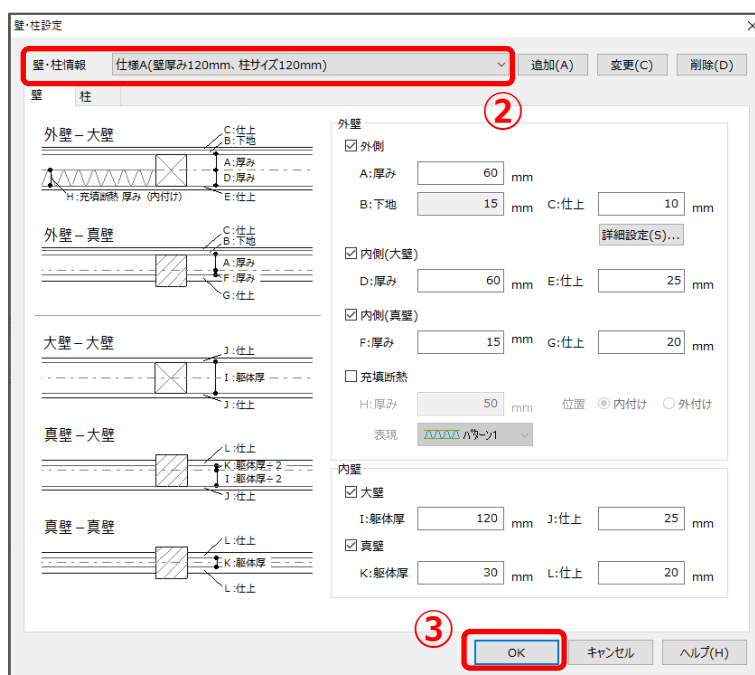 壁・柱設定
壁・柱情報 仕様A(壁厚み120mm、柱サイズ120mm) 追加(A) 変更(C) 削除(D)
②
壁 柱
外壁－大壁
C:仕上
B:下地
A:厚み
D:厚み
H:充填断熱 厚み (内付け)
E:仕上
外壁－真壁
C:仕上
B:下地
A:厚み
F:厚み
G:仕上
大壁－大壁
J:仕上
I:躯体厚
J:仕上
真壁－大壁
L:仕上
K:躯体厚÷2
I:躯体厚÷2
J:仕上
真壁－真壁
L:仕上
K:躯体厚
L:仕上
外壁
外側
A:厚み 60 mm
B:下地 15 mm C:仕上 10 mm
詳細設定(S)...
内側(大壁)
D:厚み 60 mm E:仕上 25 mm
内側(真壁)
F:厚み 15 mm G:仕上 20 mm
充填断熱
H:厚み 50 mm 位置 内付け 外付け
表現 パターン1
内壁
大壁
I:躯体厚 120 mm J:仕上 25 mm
真壁
K:躯体厚 30 mm L:仕上 20 mm
③
OK キャンセル ヘルプ(H)